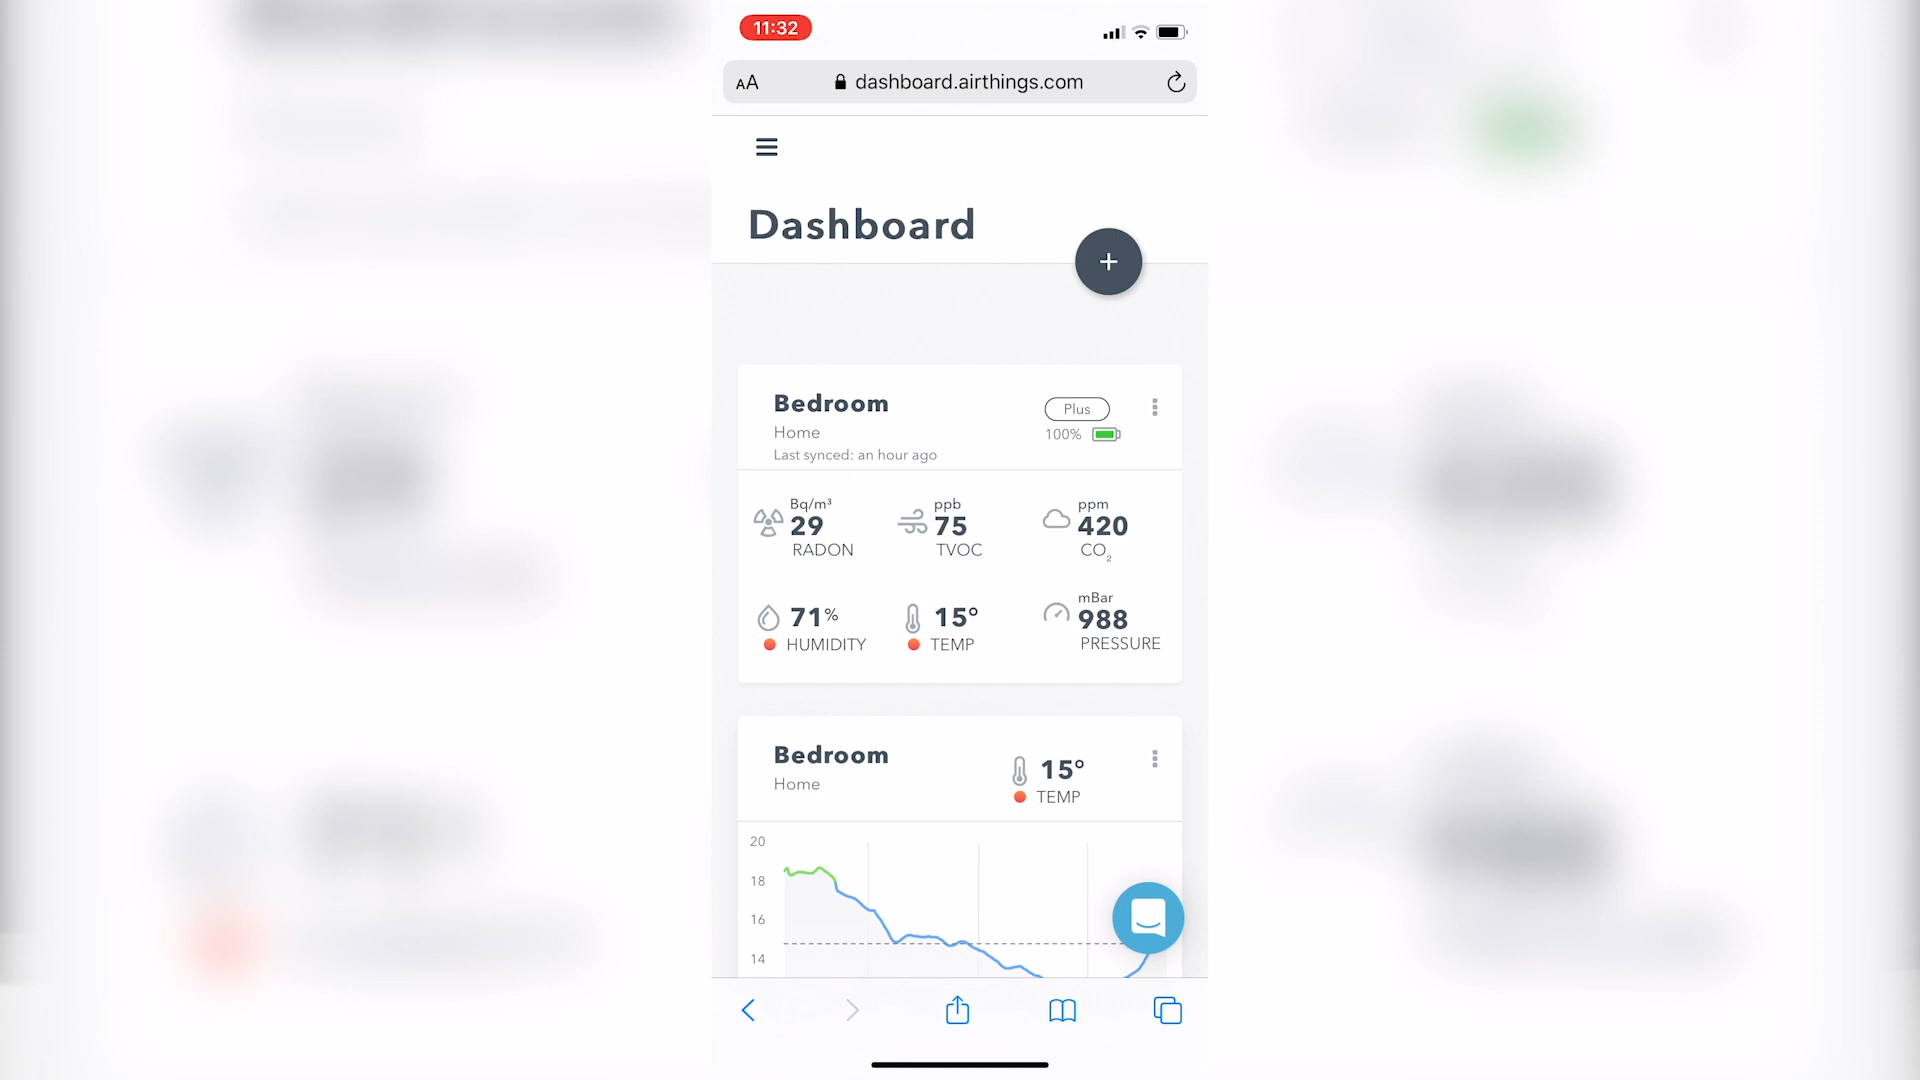 11:32
AA dashboard.airthings.com
Dashboard
+
Bedroom
Home
Last synced: an hour ago
Plus
100%
Bq/m³
29
RADON
ppb
75
TVOC
ppm
420
CO₂
71%
HUMIDITY
15°
TEMP
mBar
988
PRESSURE
Bedroom
Home
15°
TEMP
20
18
16
14